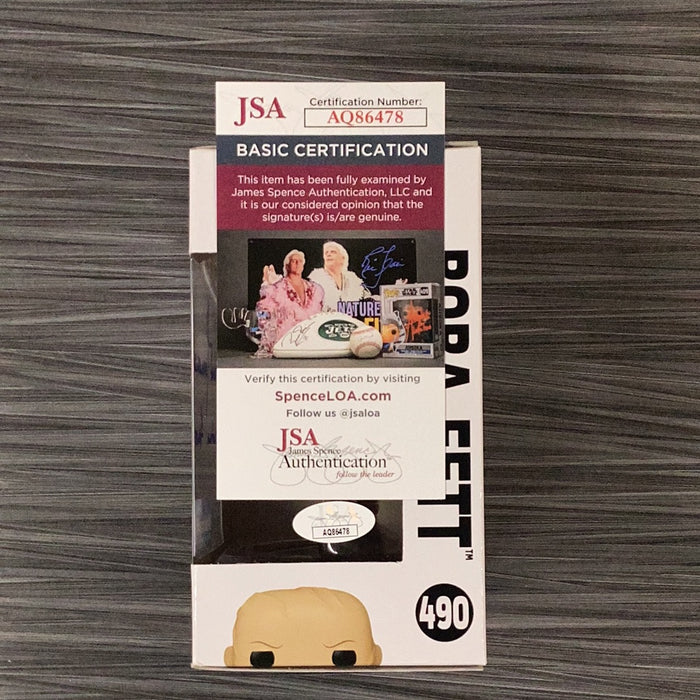 JSA
Certification Number:
AQ86478
BASIC CERTIFICATION
This item has been fully examined by
James Spence Authentication, LLC and
it is our considered opinion that the
signature(s) is/are genuine.
NATURE
JETS
Verify this certification by visiting
SpenceLOA.com
Follow us @jsaloa
JSA
James Spence
Authentication
follow the leader
AQ86478
BOBA FETT™
490